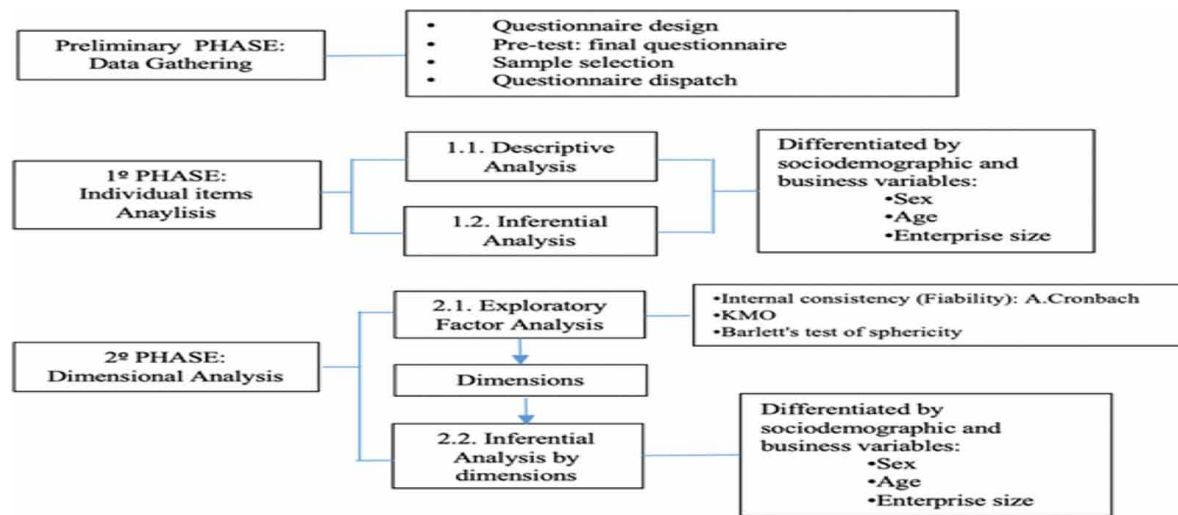 Preliminary PHASE:
Data Gathering
• Questionnaire design
• Pre-test: final questionnaire
• Sample selection
• Questionnaire dispatch
1º PHASE:
Individual items
Anaylisis
1.1. Descriptive
Analysis
1.2. Inferential
Analysis
Differentiated by
sociodemographic and
business variables:
•Sex
•Age
•Enterprise size
2º PHASE:
Dimensional Analysis
2.1. Exploratory
Factor Analysis
•Internal consistency (Fiability): A.Cronbach
•KMO
•Barlett's test of sphericity
Dimensions
2.2. Inferential
Analysis by
dimensions
Differentiated by
sociodemographic and
business variables:
•Sex
•Age
•Enterprise size